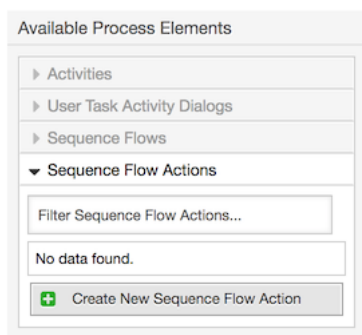 Available Process Elements
Activities
User Task Activity Dialogs
Sequence Flows
Sequence Flow Actions
Filter Sequence Flow Actions...
No data found.
Create New Sequence Flow Action